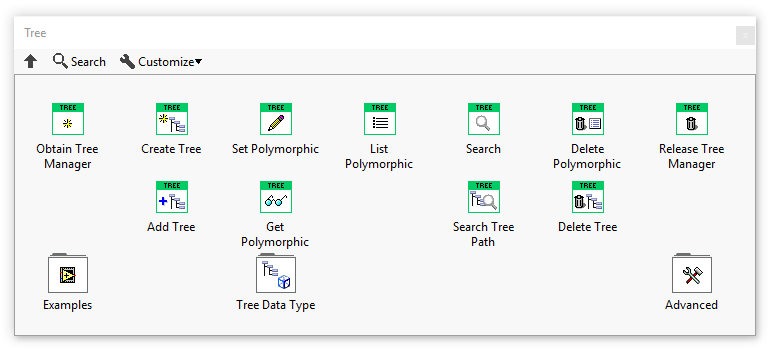 Tree
x
Search Customize▾
TREE TREE TREE TREE TREE TREE TREE
Obtain Tree
Manager
Create Tree
Set Polymorphic
List
Polymorphic
Search
Delete
Polymorphic
Release Tree
Manager
TREE TREE TREE TREE
Add Tree
Get
Polymorphic
Search Tree
Path
Delete Tree
Examples
Tree Data Type
Advanced